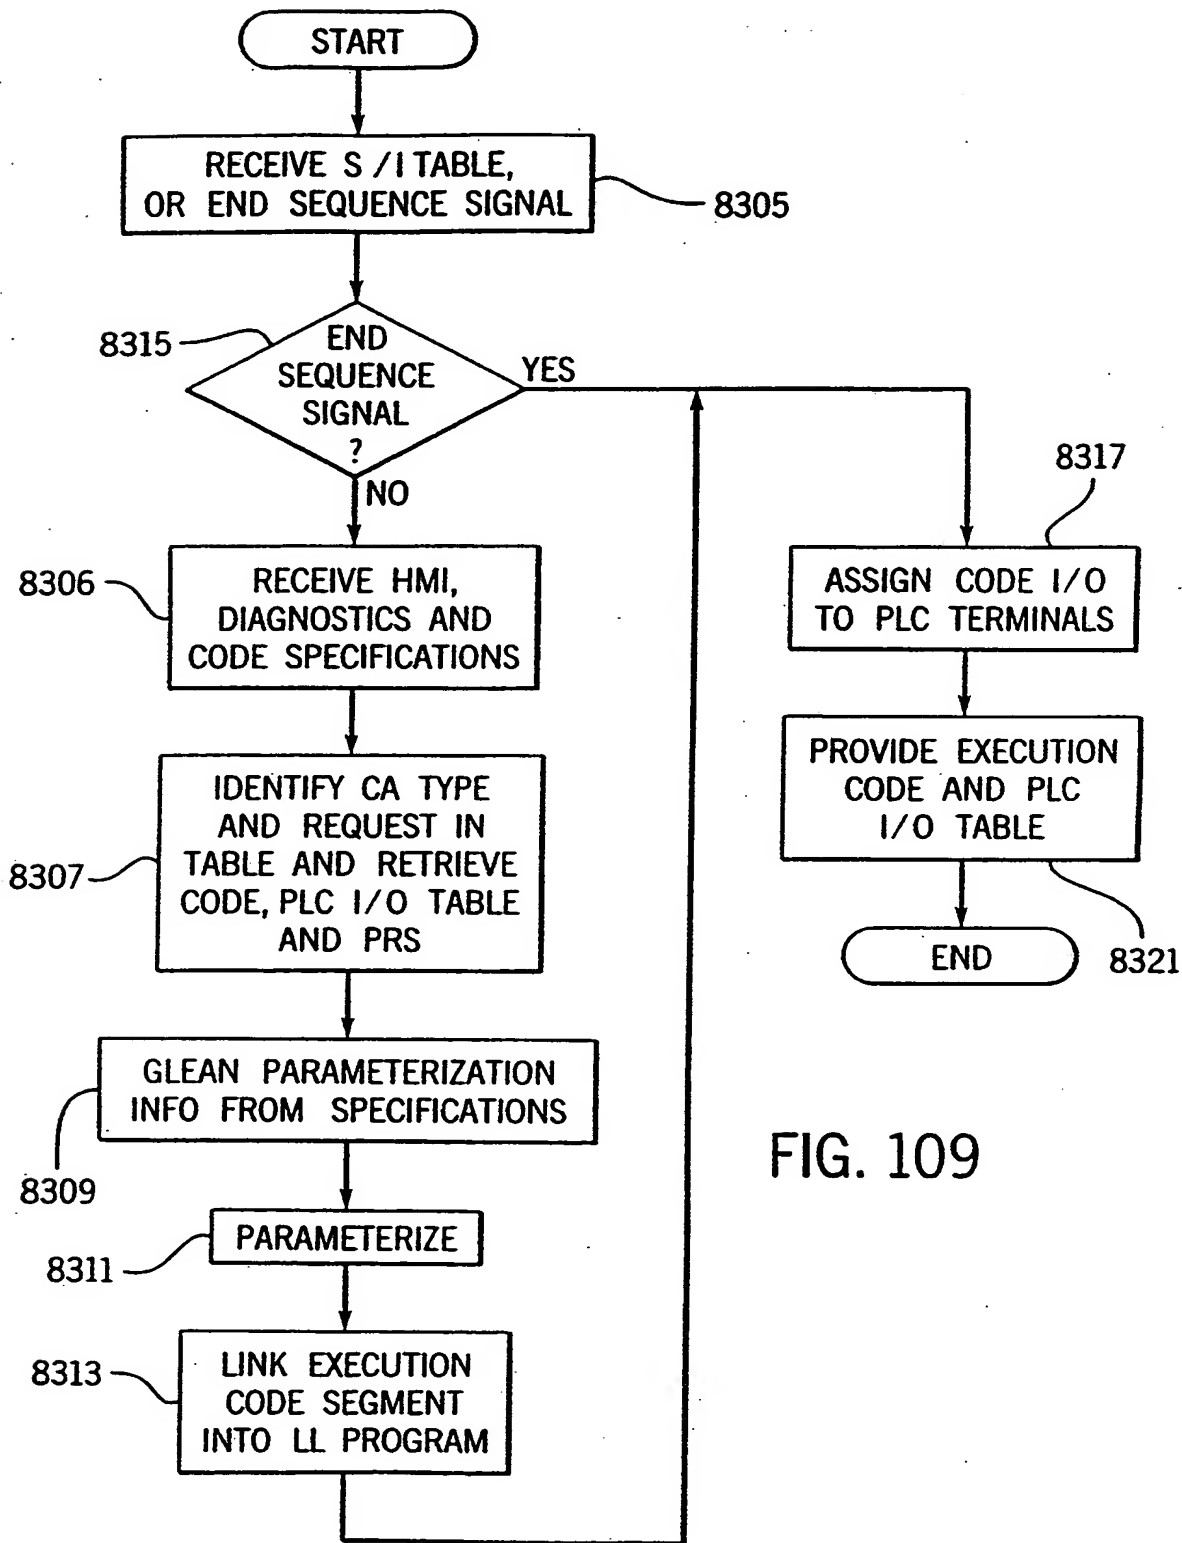 START
RECEIVE S/I TABLE,
OR END SEQUENCE SIGNAL
8305
8315
END
SEQUENCE
SIGNAL
?
YES
NO
8306
RECEIVE HMI,
DIAGNOSTICS AND
CODE SPECIFICATIONS
8307
IDENTIFY CA TYPE
AND REQUEST IN
TABLE AND RETRIEVE
CODE, PLC I/O TABLE
AND PRS
GLEAN PARAMETERIZATION
INFO FROM SPECIFICATIONS
8309
PARAMETERIZE
8311
8313
LINK EXECUTION
CODE SEGMENT
INTO LL PROGRAM
8317
ASSIGN CODE I/O
TO PLC TERMINALS
PROVIDE EXECUTION
CODE AND PLC
I/O TABLE
8321
END
FIG. 109